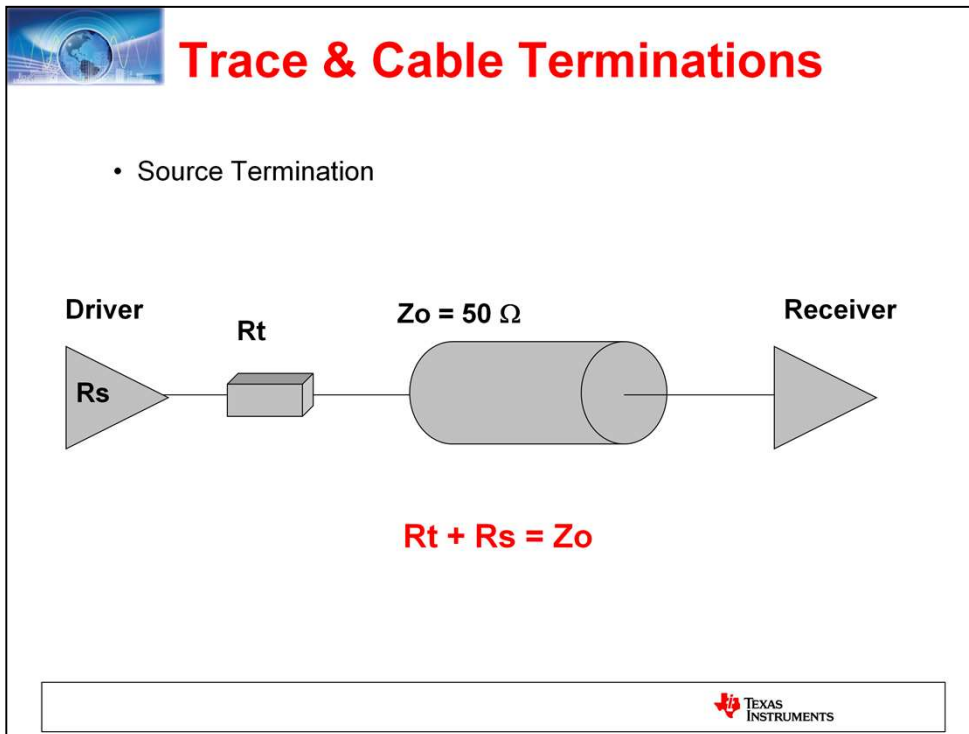 Trace & Cable Terminations
• Source Termination
Driver
Rt
Zo = 50 Ω
Receiver
Rs
Rt + Rs = Zo
TEXAS
INSTRUMENTS